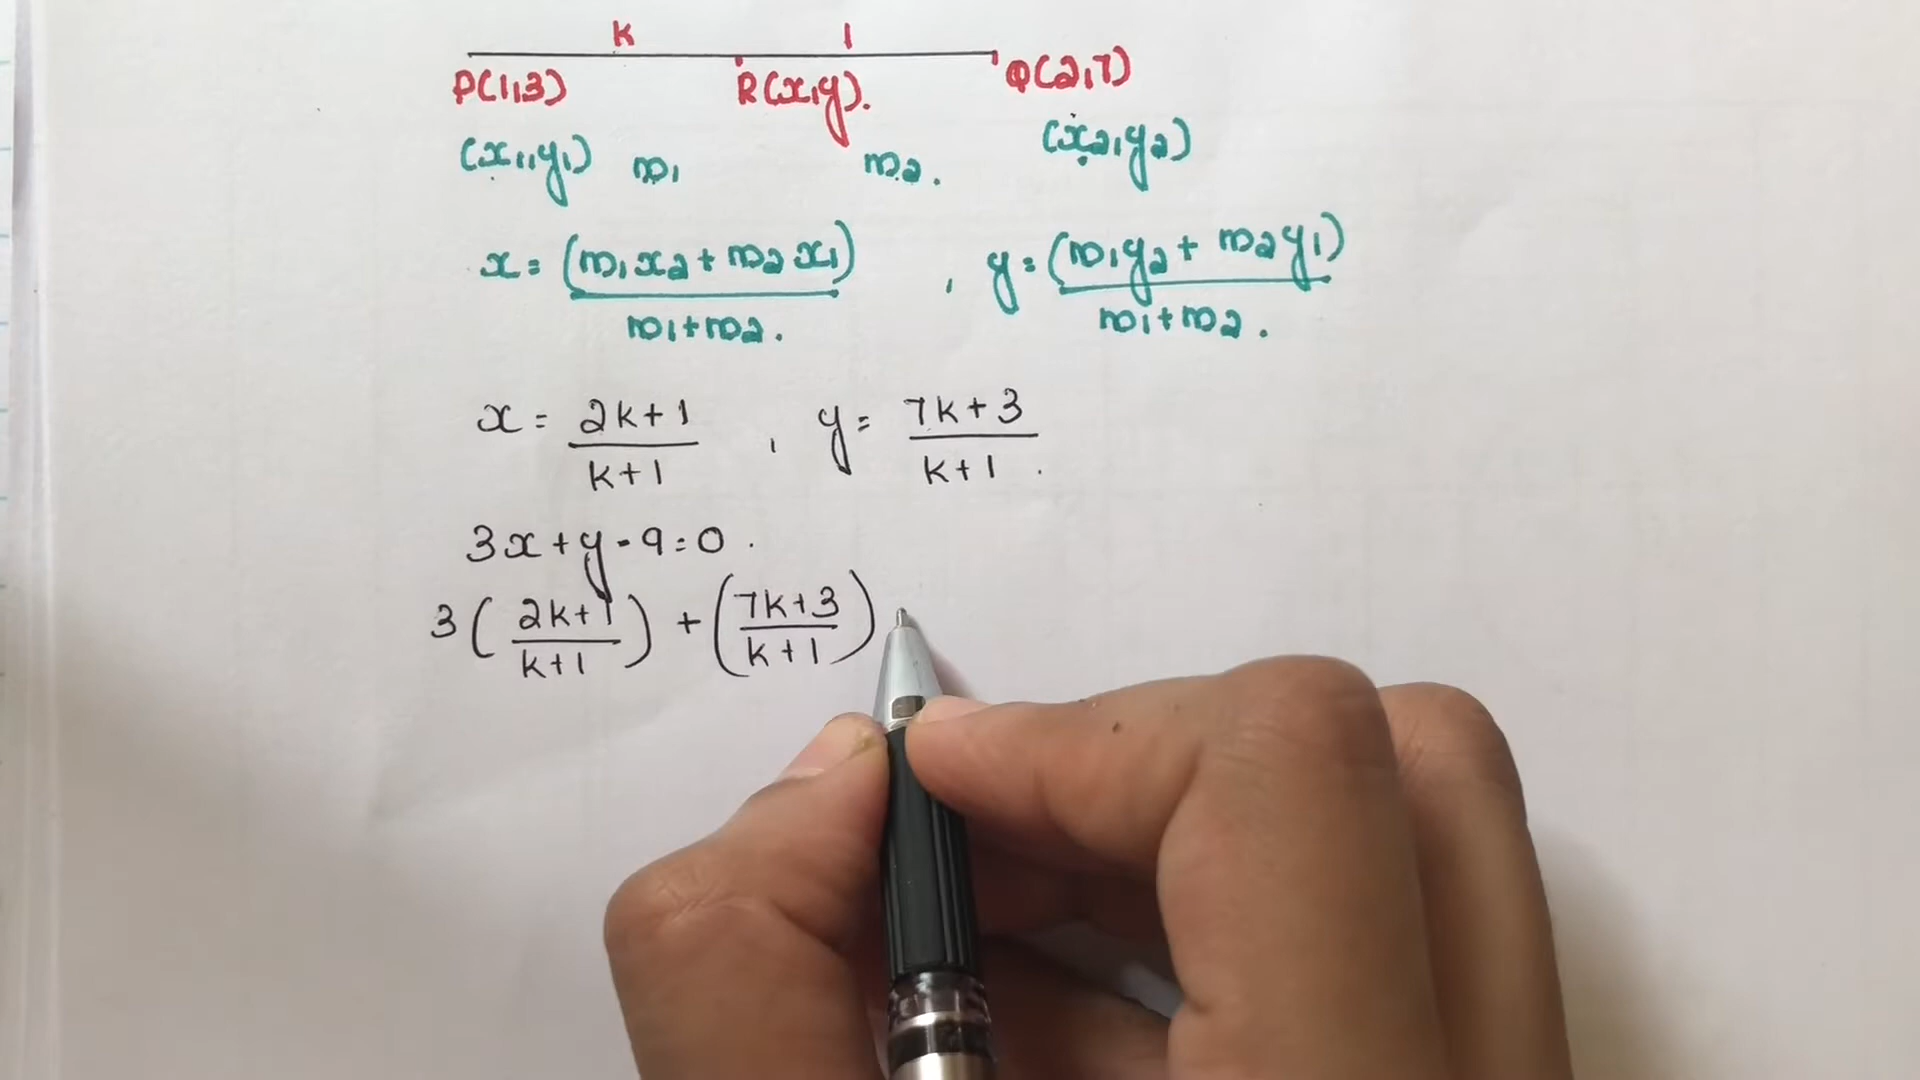 k 1
P(1,3) R(x,y). Q(2,7)
(x1,y1) m1 m2. (x2,y2)
x = (m1x2 + m2x1) / m1+m2. , y = (m1y2 + m2y1) / m1+m2.
x = 2k+1 / k+1 , y = 7k+3 / k+1.
3x+y-9=0.
3(2k+1 / k+1) + (7k+3 / k+1)